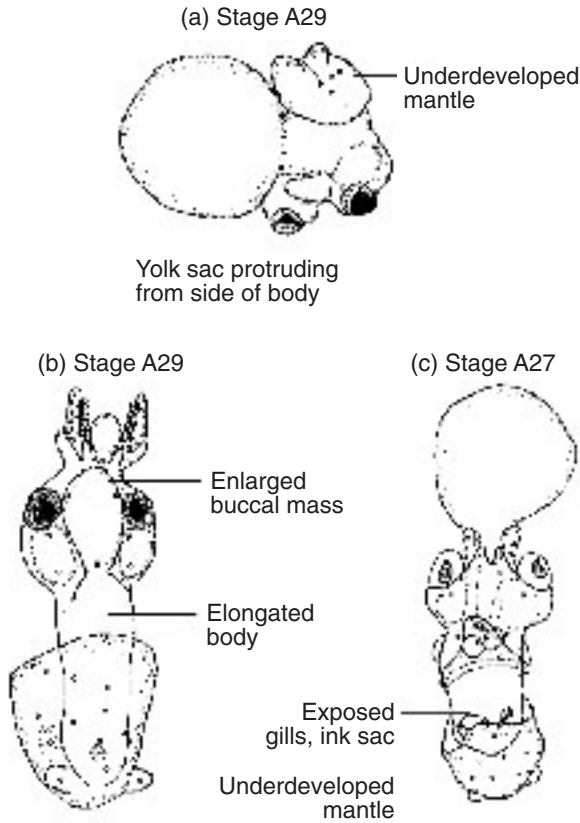 (a) Stage A29
Underdeveloped
mantle
Yolk sac protruding
from side of body
(b) Stage A29
(c) Stage A27
Enlarged
buccal mass
Elongated
body
Exposed
gills, ink sac
Underdeveloped
mantle